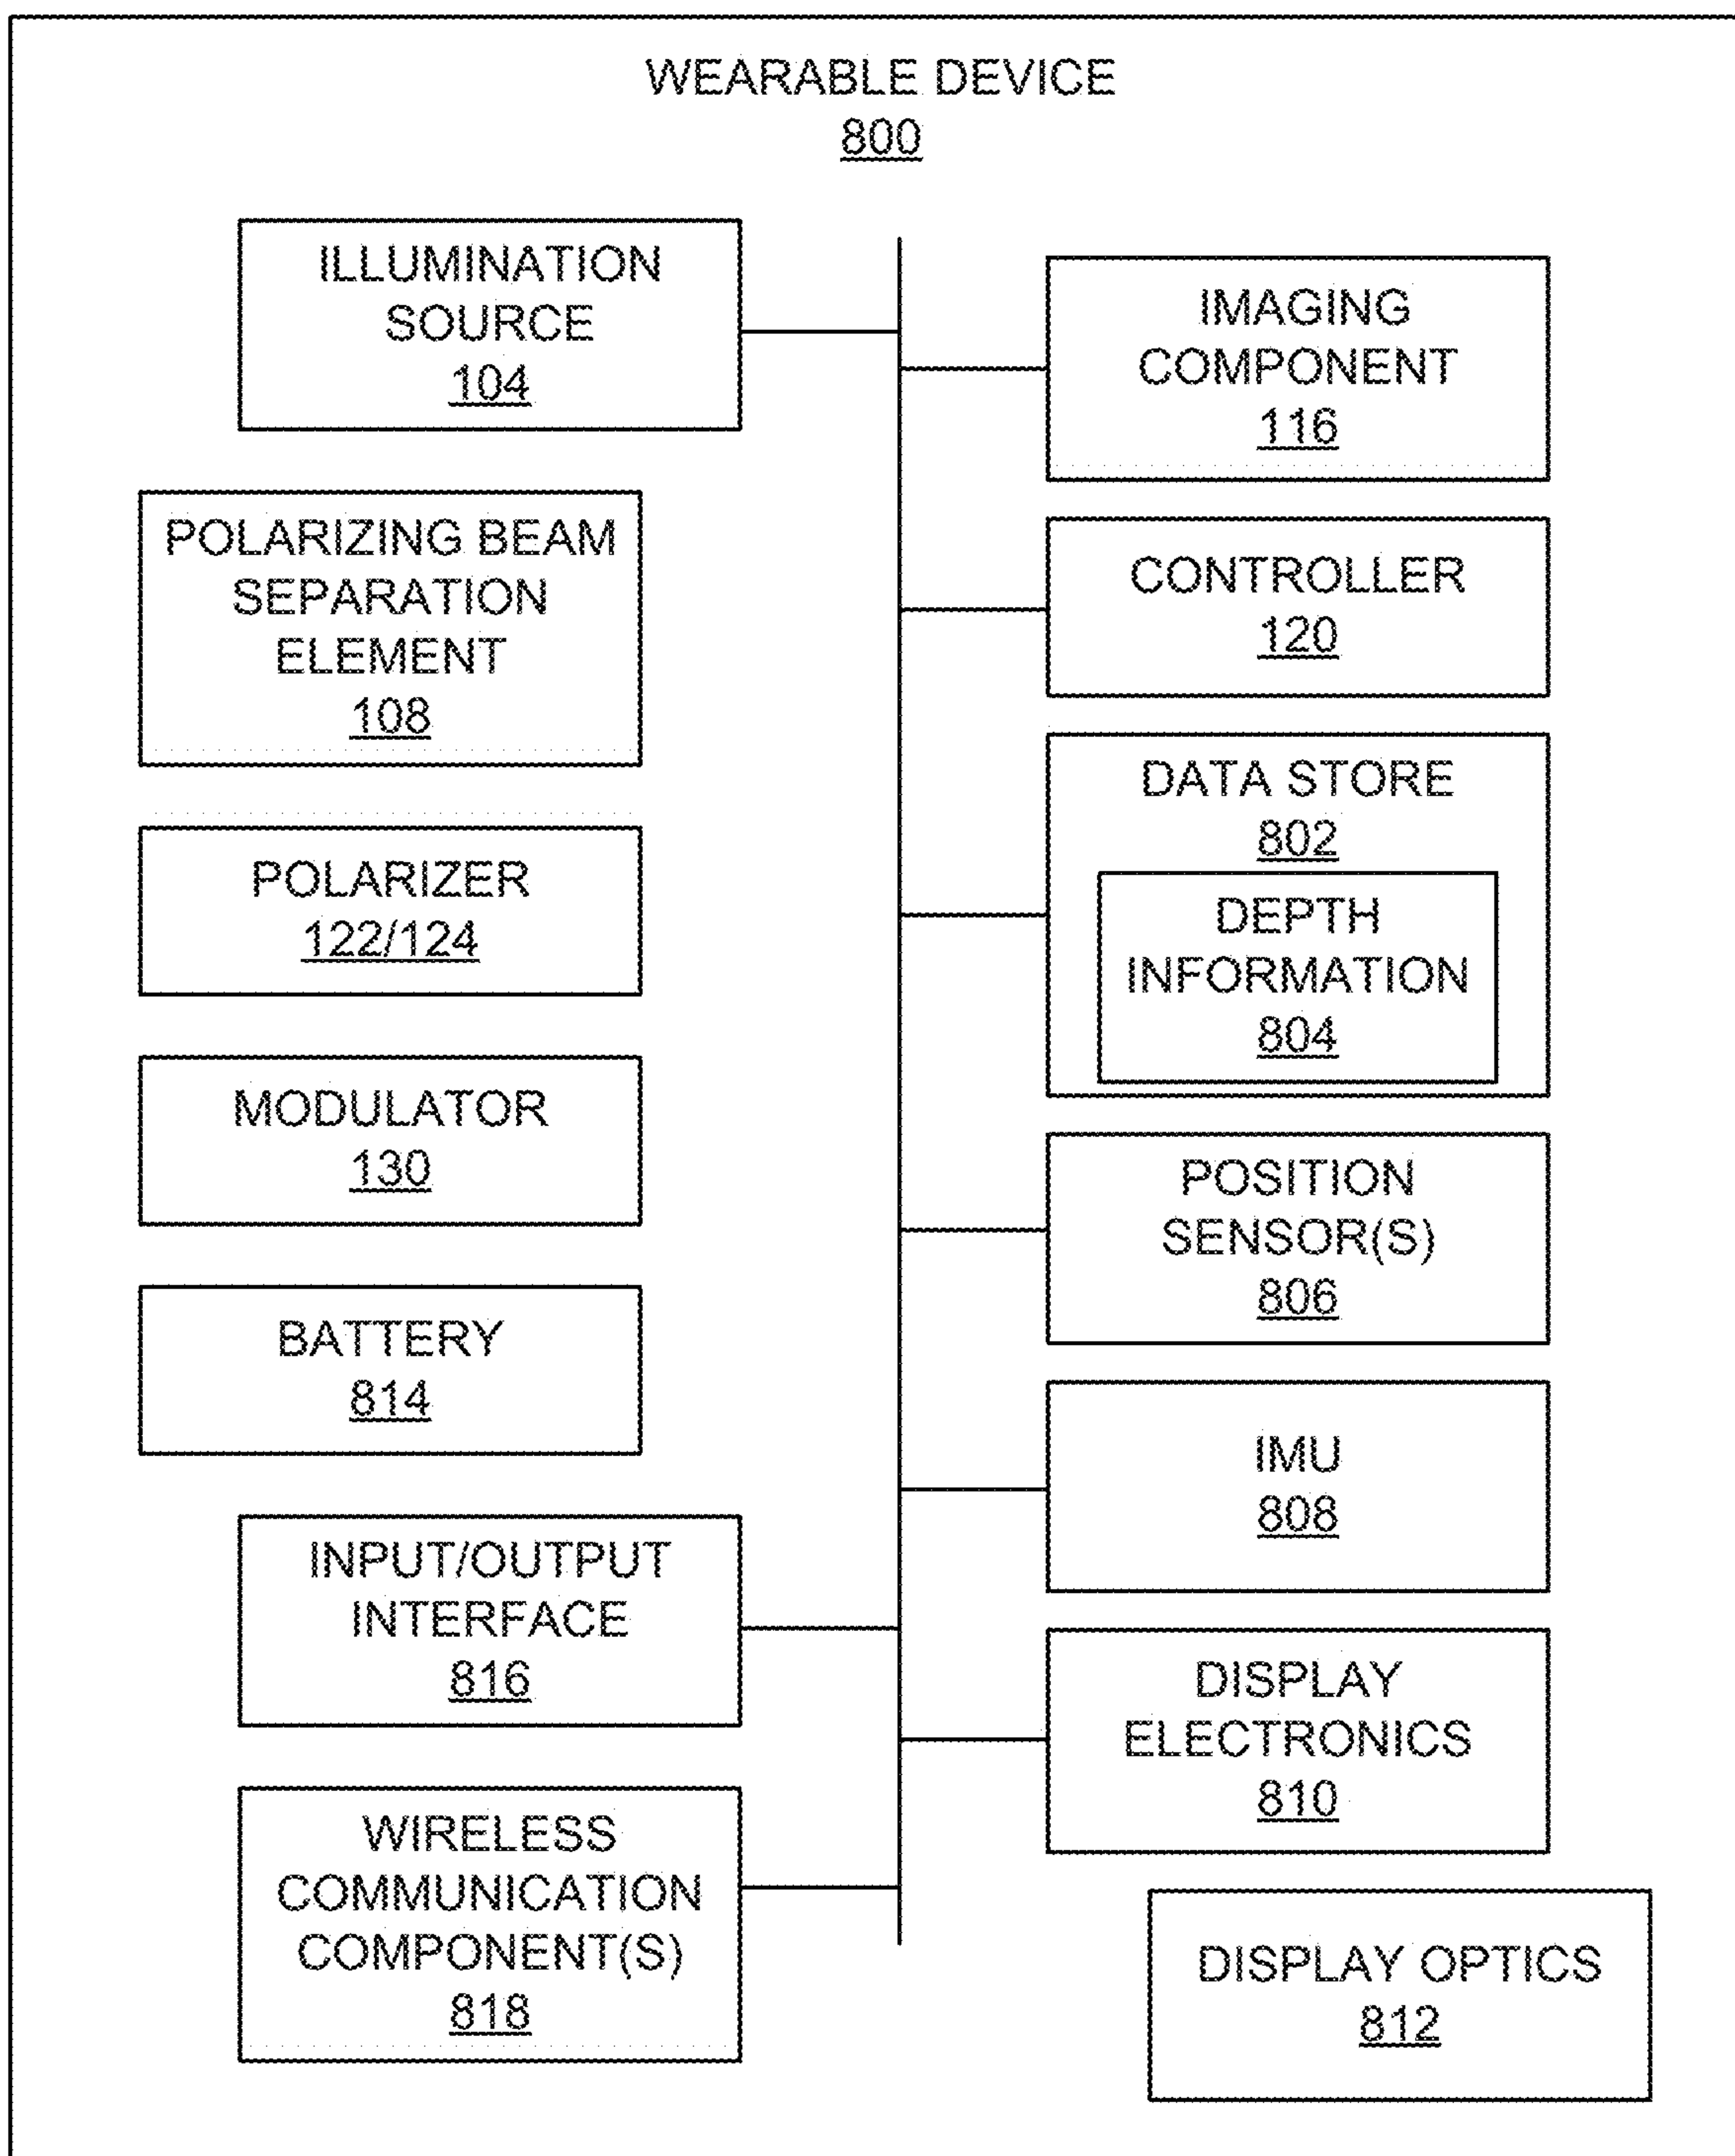 WEARABLE DEVICE
800
ILLUMINATION
SOURCE
104
POLARIZING BEAM
SEPARATION
ELEMENT
108
POLARIZER
122/124
MODULATOR
130
BATTERY
814
INPUT/OUTPUT
INTERFACE
816
WIRELESS
COMMUNICATION
COMPONENT(S)
818
IMAGING
COMPONENT
116
CONTROLLER
120
DATA STORE
802
DEPTH
INFORMATION
804
POSITION
SENSOR(S)
806
IMU
808
DISPLAY
ELECTRONICS
810
DISPLAY OPTICS
812